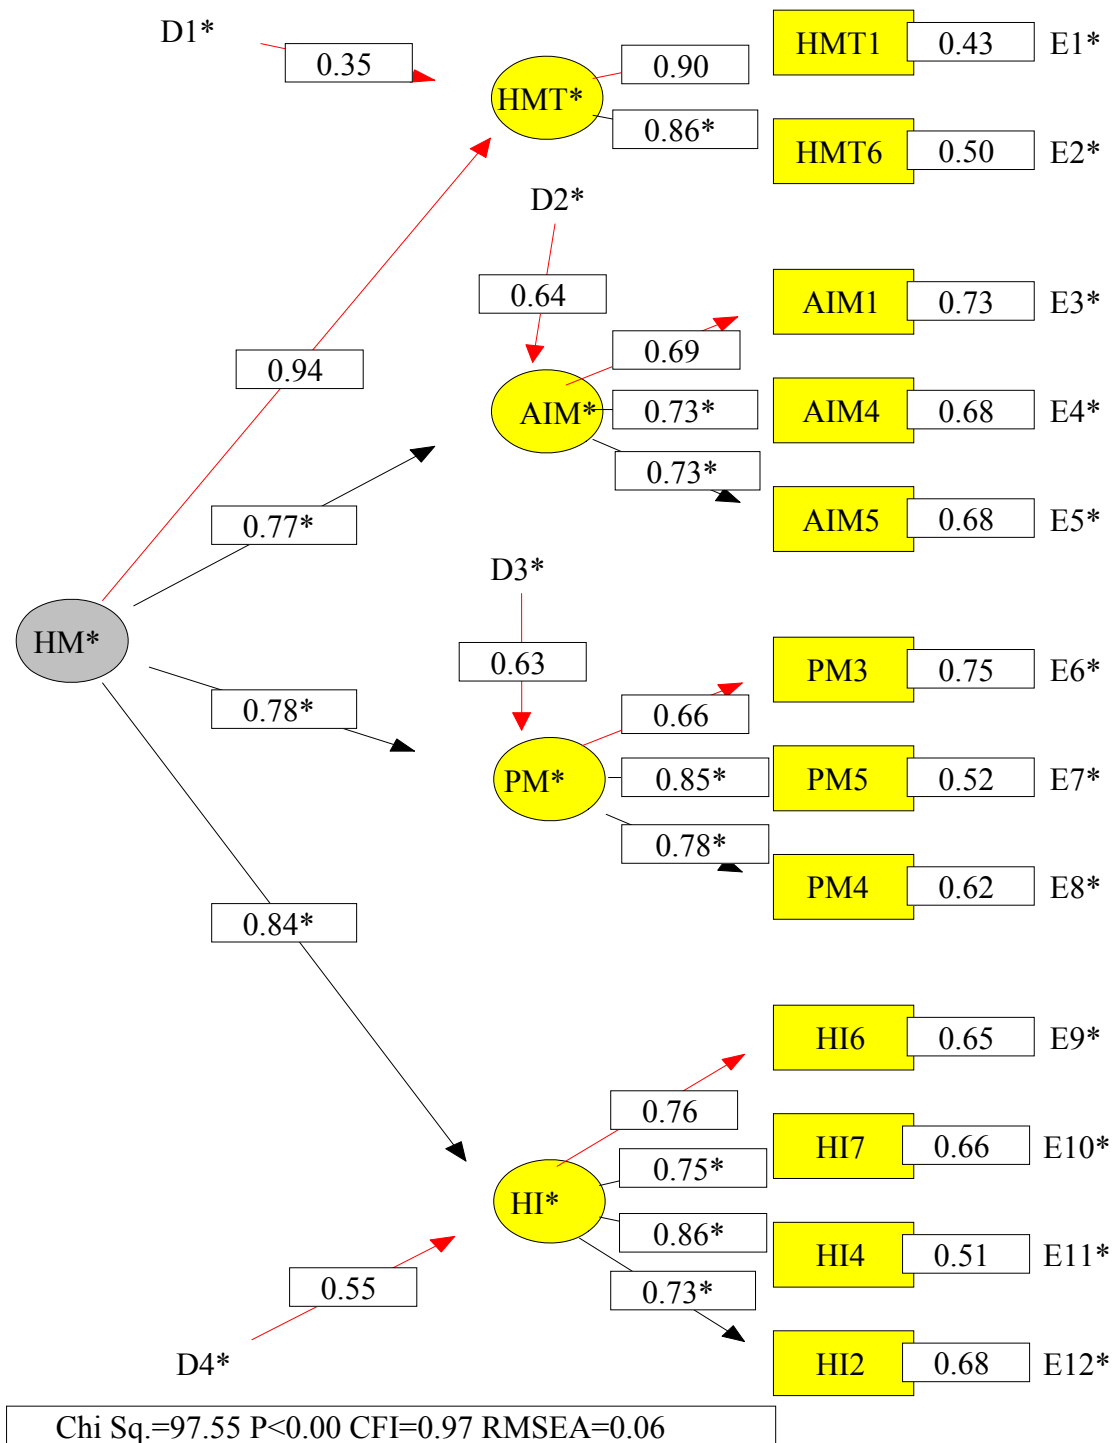 D1*
0.35
HMT*
0.90
0.86*
HMT1 0.43 E1*
HMT6 0.50 E2*
D2*
0.64
0.94
AIM*
0.69
0.73*
0.73*
AIM1 0.73 E3*
AIM4 0.68 E4*
AIM5 0.68 E5*
0.77*
HM*
D3*
0.63
0.78*
PM*
0.66
0.85*
0.78*
PM3 0.75 E6*
PM5 0.52 E7*
PM4 0.62 E8*
0.84*
HI*
0.76
0.75*
0.86*
0.73*
HI6 0.65 E9*
HI7 0.66 E10*
HI4 0.51 E11*
HI2 0.68 E12*
0.55
D4*
Chi Sq.=97.55 P<0.00 CFI=0.97 RMSEA=0.06